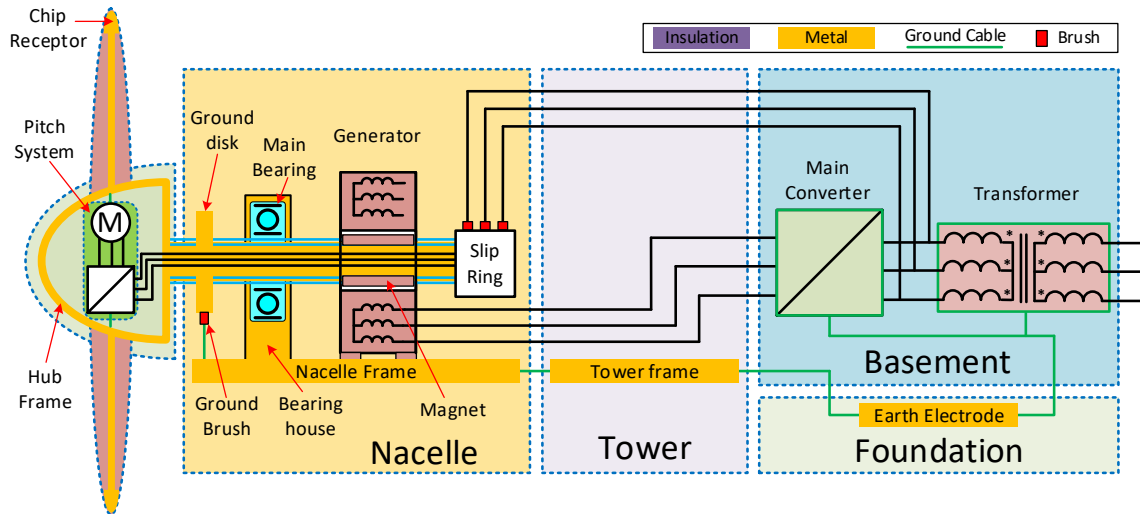 Chip
Receptor
Insulation
Metal
Ground Cable
Brush
Pitch
System
Ground
disk
Main
Bearing
Generator
Main
Converter
Transformer
M
Slip
Ring
* *
* *
* *
Hub
Frame
Nacelle Frame
Tower frame
Basement
Ground
Brush
Bearing
house
Magnet
Earth Electrode
Nacelle
Tower
Foundation